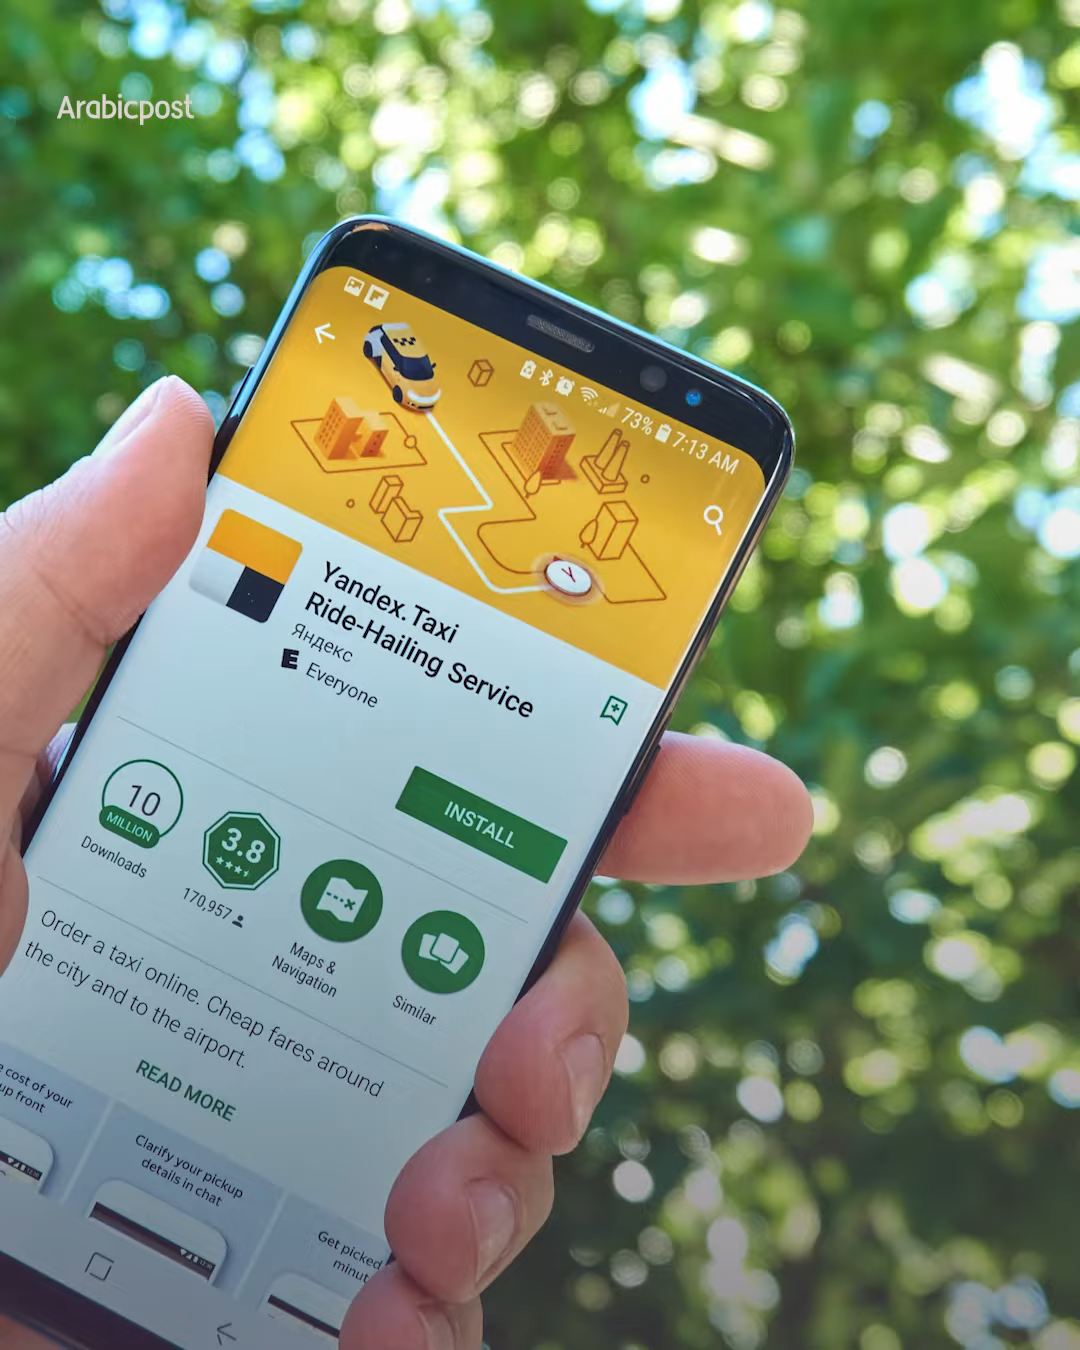 Arabicpost
73% 7:13 AM
Yandex.Taxi
Ride-Hailing Service
Яндекс
E Everyone
INSTALL
10
MILLION
Downloads
3.8
170,957
Maps &
Navigation
Similar
Order a taxi online. Cheap fares around
the city and to the airport.
READ MORE
cost of your
up front
Clarify your pickup
details in chat
Get picked